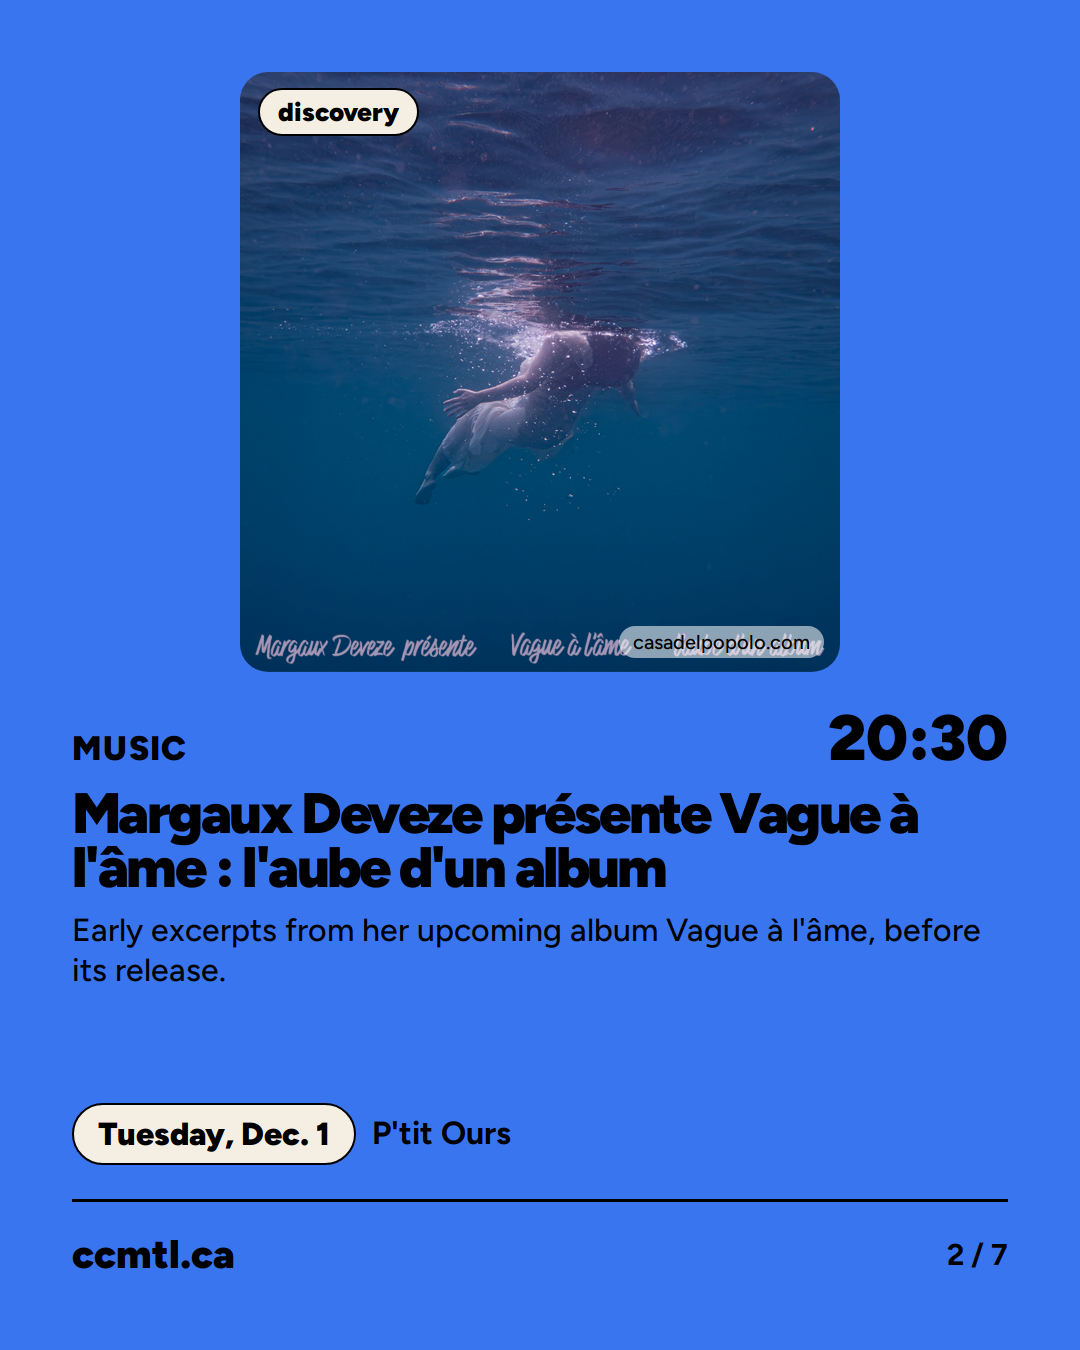 discovery
Margaux Deveze présente Vague à l'âme
casadelpopolo.com
MUSIC
20:30
Margaux Deveze présente Vague à
l'âme : l'aube d'un album
Early excerpts from her upcoming album Vague à l'âme, before
its release.
Tuesday, Dec. 1 P'tit Ours
ccmtl.ca
2 / 7